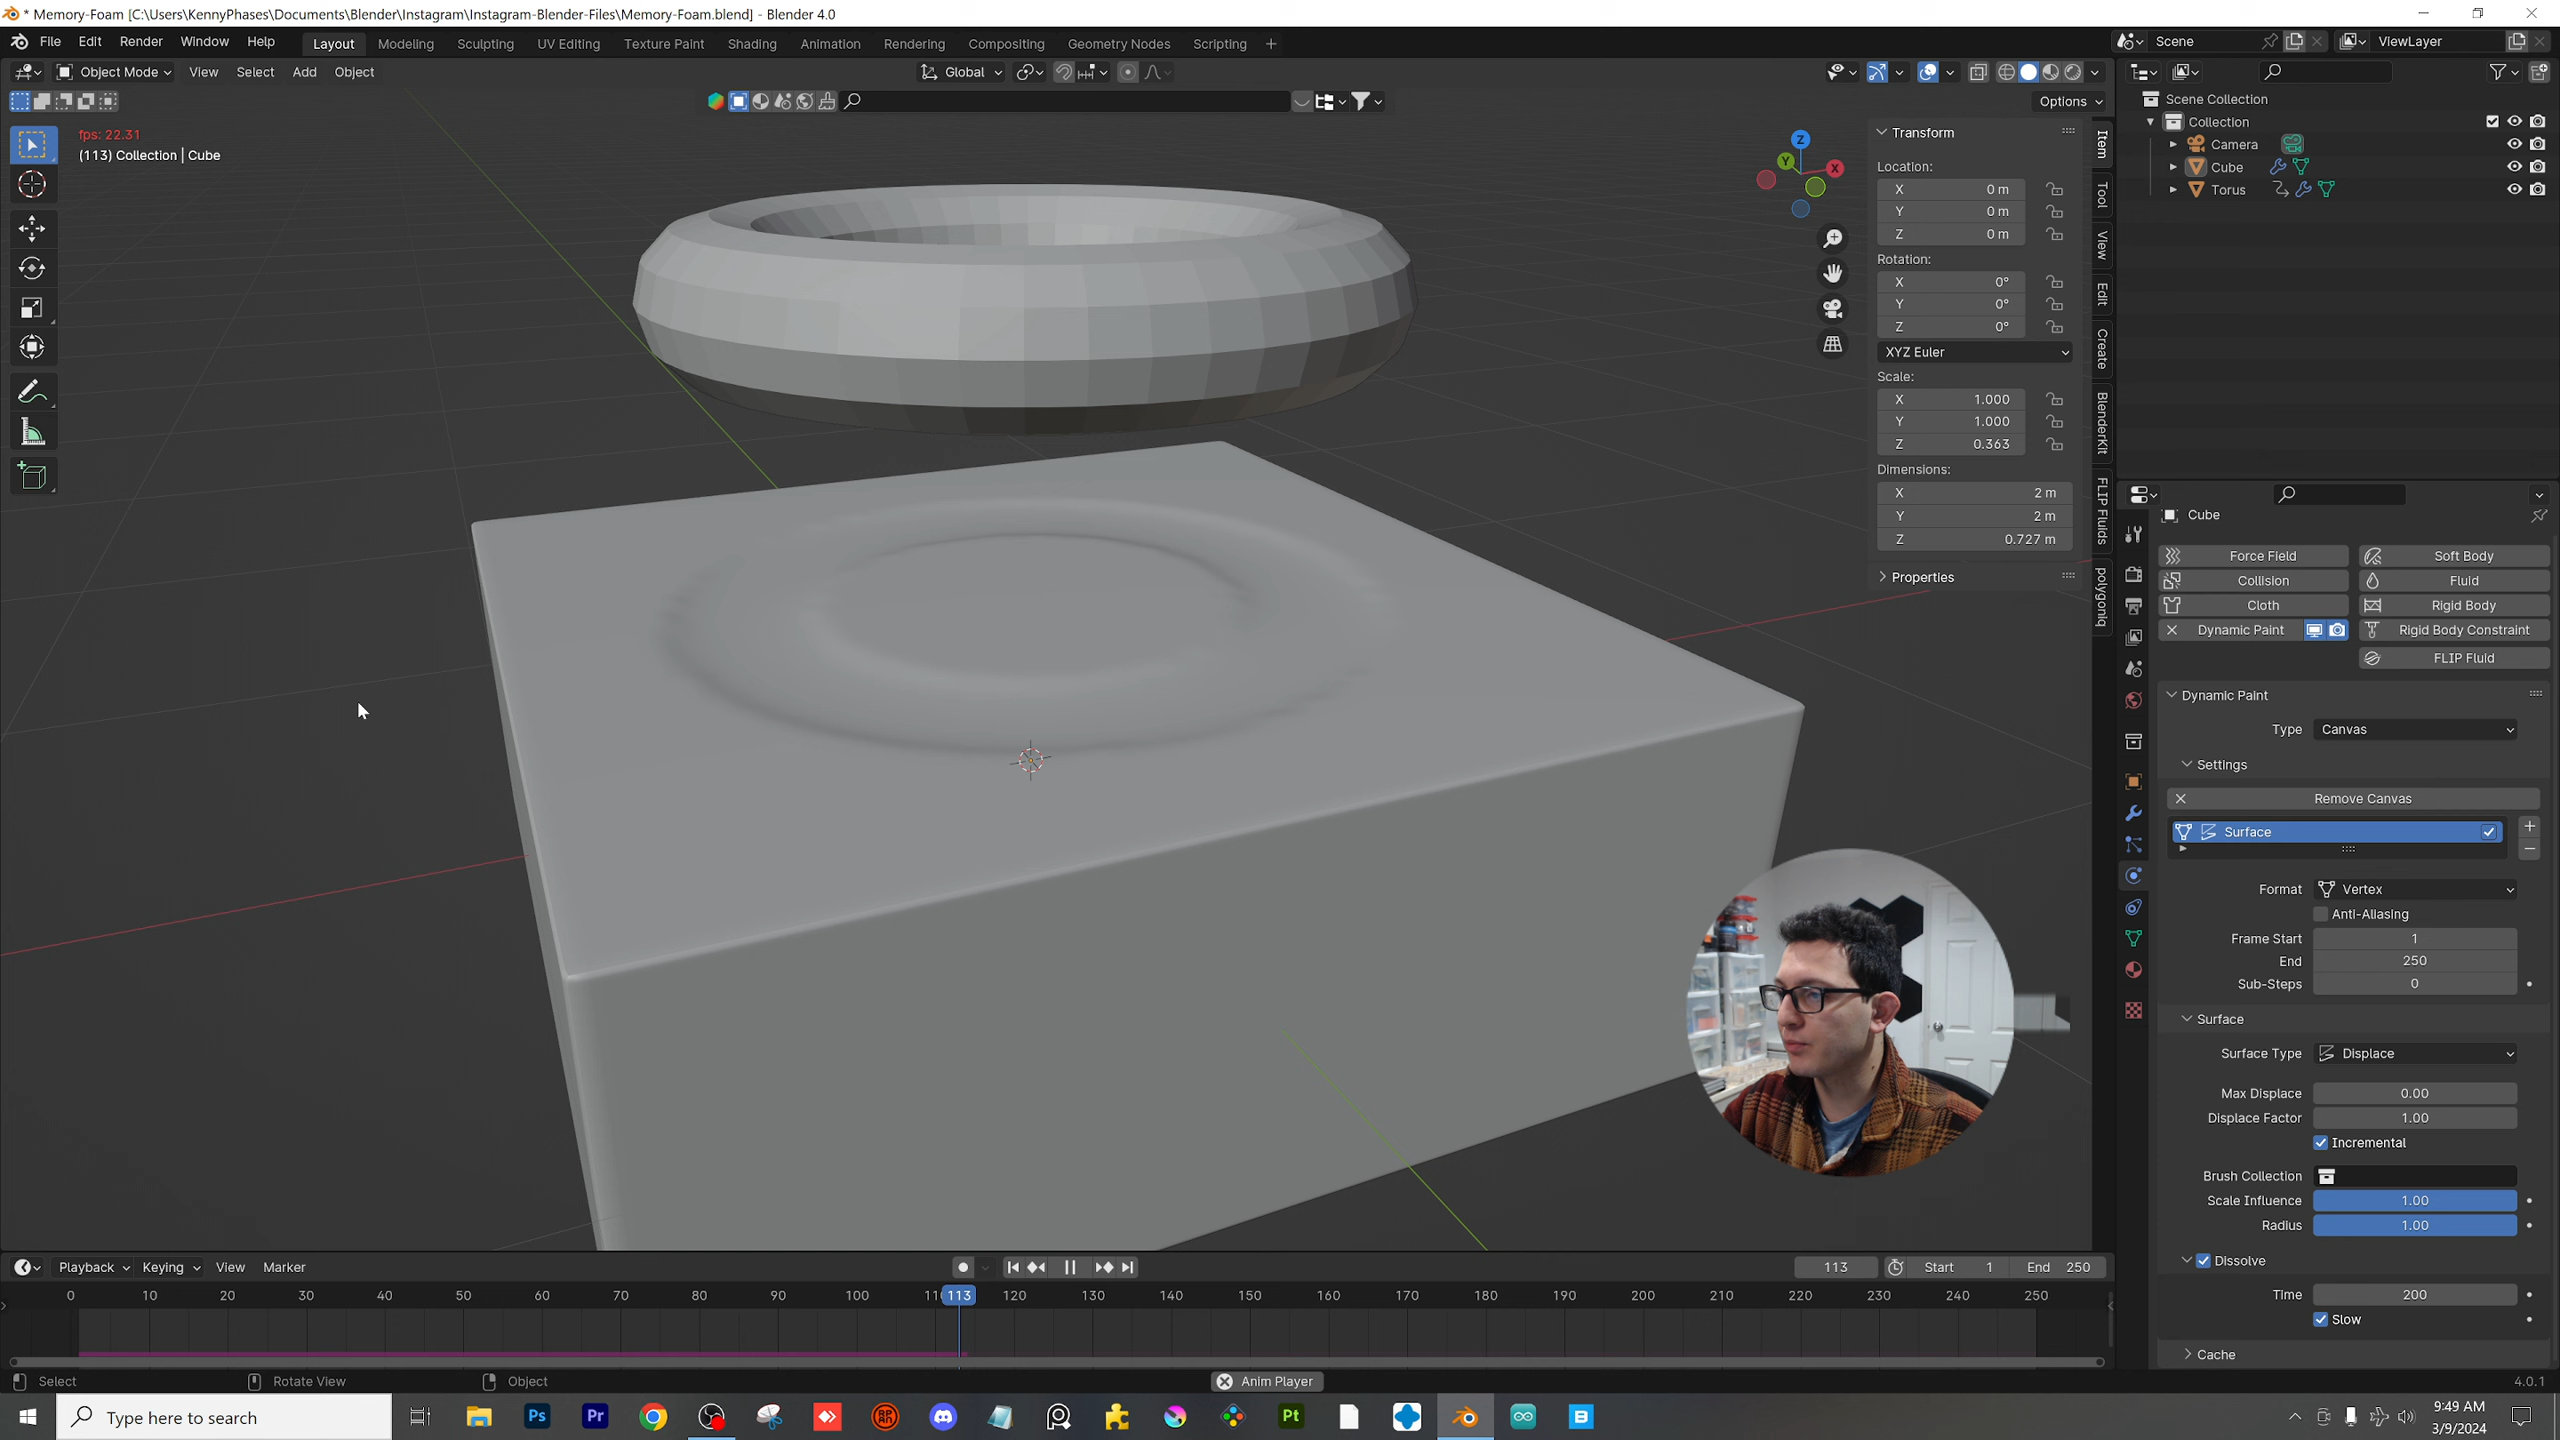 * Memory-Foam [C:\Users\KennyPhases\Documents\Blender\Instagram\Instagram-Blender-Files\Memory-Foam.blend] - Blender 4.0
File Edit Render Window Help Layout Modeling Sculpting UV Editing Texture Paint Shading Animation Rendering Compositing Geometry Nodes Scripting + Scene ViewLayer
Object Mode View Select Add Object Global
Options
fps: 22.31
(113) Collection | Cube
Transform
Location:
X 0 m
Y 0 m
Z 0 m
Rotation:
X 0°
Y 0°
Z 0°
XYZ Euler
Scale:
X 1.000
Y 1.000
Z 0.363
Dimensions:
X 2 m
Y 2 m
Z 0.727 m
Properties
Item
Tool
View
Edit
Create
BlenderKit
FLIP Fluids
polygoniq
Z
Y
X
Scene Collection
Collection
Camera
Cube
Torus
Cube
Force Field Soft Body
Collision Fluid
Cloth Rigid Body
Dynamic Paint Rigid Body Constraint
FLIP Fluid
Dynamic Paint
Type Canvas
Settings
Remove Canvas
Surface
Format Vertex
Anti-Aliasing
Frame Start 1
End 250
Sub-Steps 0
Surface
Surface Type Displace
Max Displace 0.00
Displace Factor 1.00
Incremental
Brush Collection
Scale Influence 1.00
Radius 1.00
Dissolve
Time 200
Slow
Cache
Playback Keying View Marker 113 Start 1 End 250
0 10 20 30 40 50 60 70 80 90 100 110 113 120 130 140 150 160 170 180 190 200 210 220 230 240 250
Select Rotate View Object Anim Player 4.0.1
Type here to search
Ps
Pr
Pt
9:49 AM
3/9/2024